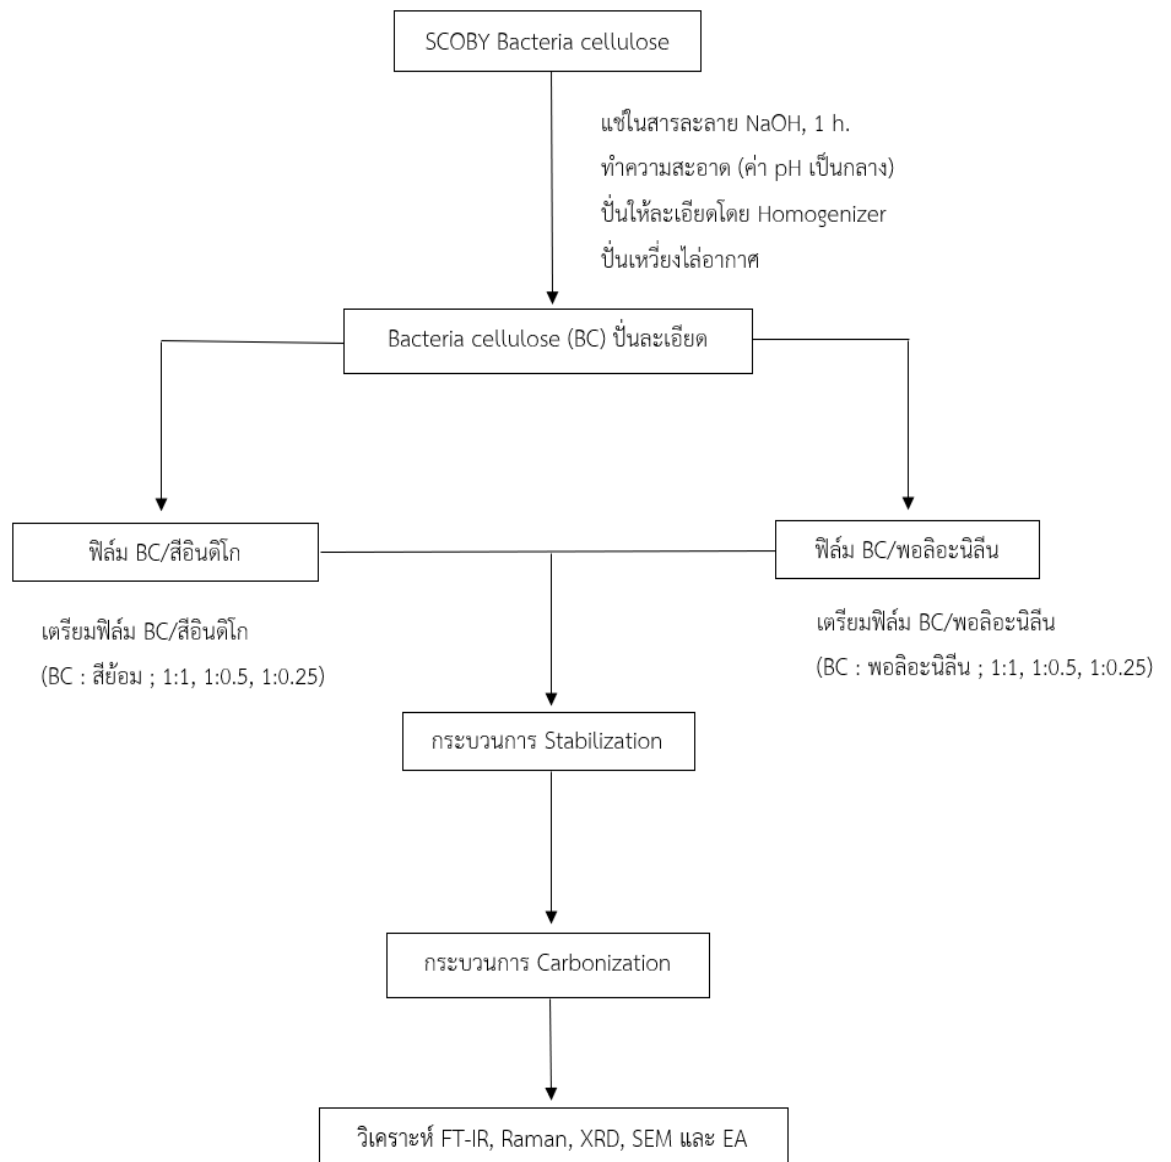 SCOBY Bacteria cellulose
แช่ในสารละลาย NaOH, 1 h.
ทำความสะอาด (ค่า pH เป็นกลาง)
ปั่นให้ละเอียดโดย Homogenizer
ปั่นเหวี่ยงไล่อากาศ
Bacteria cellulose (BC) ปั่นละเอียด
ฟิล์ม BC/สีอินดิโก
ฟิล์ม BC/พอลิอะนิลีน
เตรียมฟิล์ม BC/สีอินดิโก
(BC : สีย้อม ; 1:1, 1:0.5, 1:0.25)
เตรียมฟิล์ม BC/พอลิอะนิลีน
(BC : พอลิอะนิลีน ; 1:1, 1:0.5, 1:0.25)
กระบวนการ Stabilization
กระบวนการ Carbonization
วิเคราะห์ FT-IR, Raman, XRD, SEM และ EA